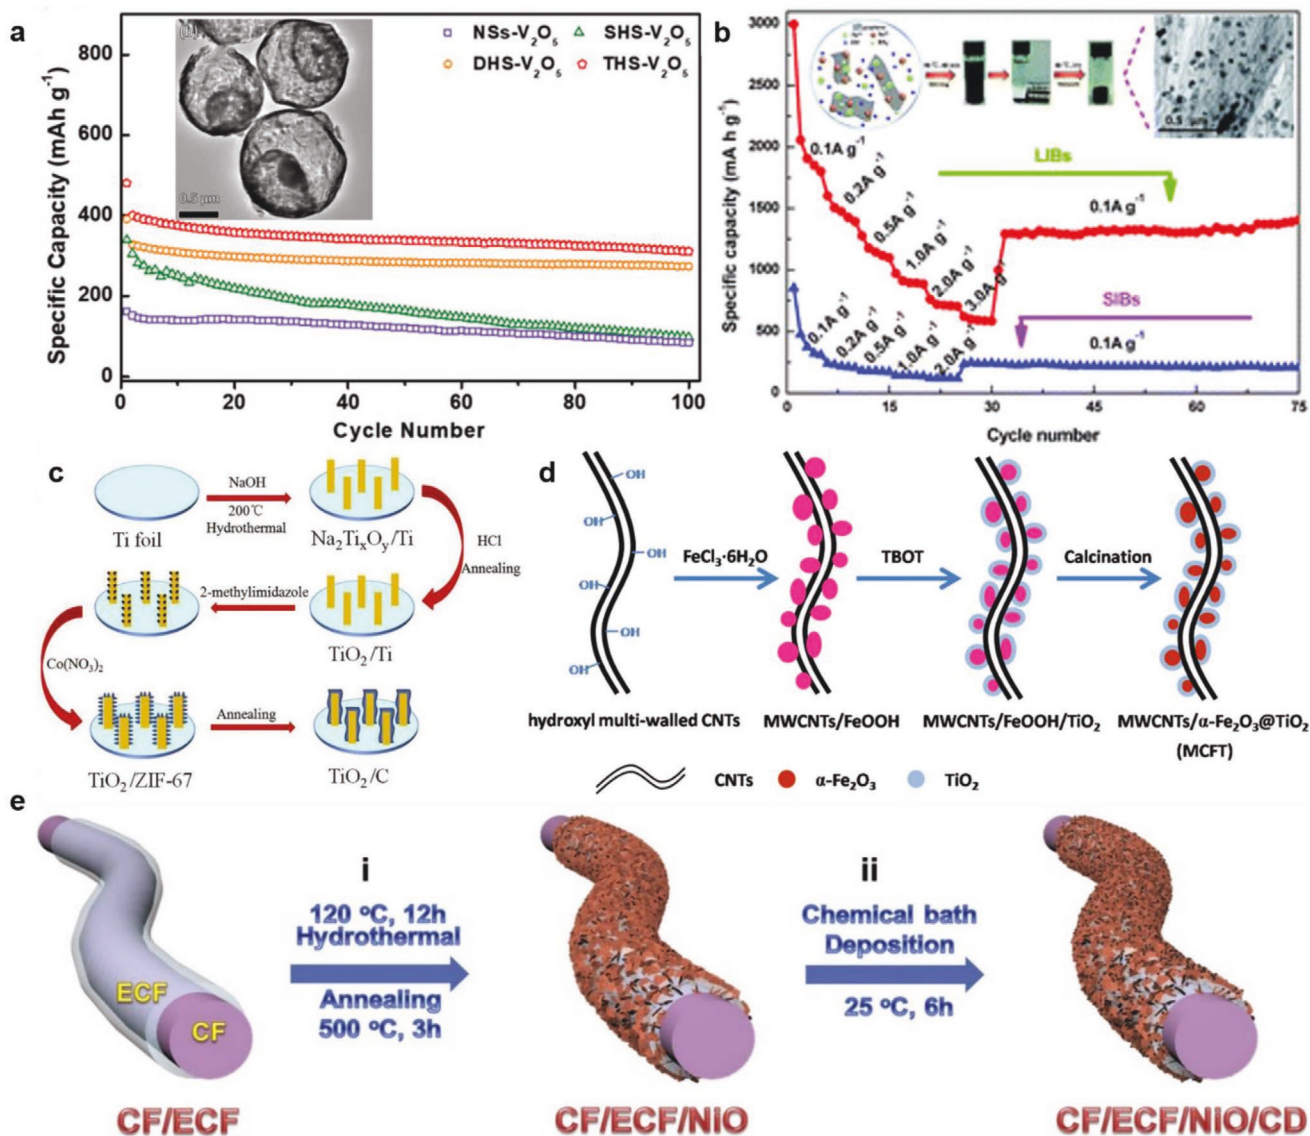 a
Specific Capacity (mAh g⁻¹)
800
600
400
200
0
NSs-V₂O₅
SHS-V₂O₅
DHS-V₂O₅
THS-V₂O₅
0.5 μm
0
20
40
60
80
100
Cycle Number
b
Specific capacity (mA h g⁻¹)
3000
2500
2000
1500
1000
500
0
0.5 μm
LIBs
0.1A g⁻¹
0.2A g⁻¹
0.5A g⁻¹
1.0A g⁻¹
2.0A g⁻¹
3.0A g⁻¹
0.1A g⁻¹
SIBs
0.1A g⁻¹
0.2A g⁻¹
0.5A g⁻¹
1.0A g⁻¹
2.0A g⁻¹
0.1A g⁻¹
0
15
30
45
60
75
Cycle number
c
Ti foil
NaOH
200℃
Hydrothermal
Na₂TiₓOᵧ/Ti
HCl
Annealing
2-methylimidazole
TiO₂/Ti
Co(NO₃)₂
TiO₂/ZIF-67
Annealing
TiO₂/C
d
OH
OH
OH
OH
OH
OH
FeCl₃·6H₂O
TBOT
Calcination
hydroxyl multi-walled CNTs
MWCNTs/FeOOH
MWCNTs/FeOOH/TiO₂
MWCNTs/α-Fe₂O₃@TiO₂
(MCFT)
CNTs
α-Fe₂O₃
TiO₂
e
ECF
CF
i
120 °C, 12h
Hydrothermal
Annealing
500 °C, 3h
ii
Chemical bath
Deposition
25 °C, 6h
CF/ECF
CF/ECF/NiO
CF/ECF/NiO/CD